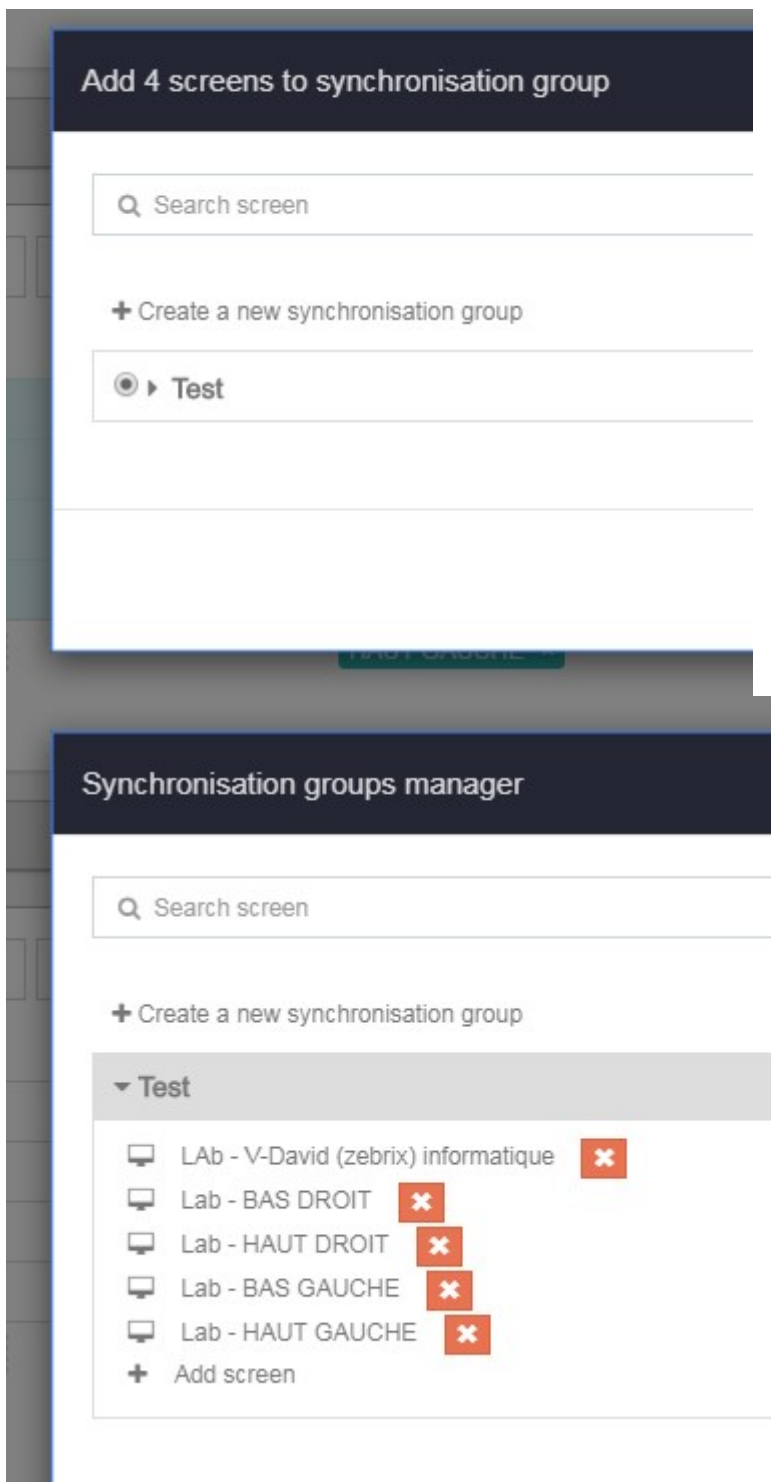 Add 4 screens to synchronisation group
Search screen
Create a new synchronisation group
Test
HAUT GAUCHE
Synchronisation groups manager
Search screen
Create a new synchronisation group
Test
LAb - V-David (zebrix) informatique
Lab - BAS DROIT
Lab - HAUT DROIT
Lab - BAS GAUCHE
Lab - HAUT GAUCHE
Add screen